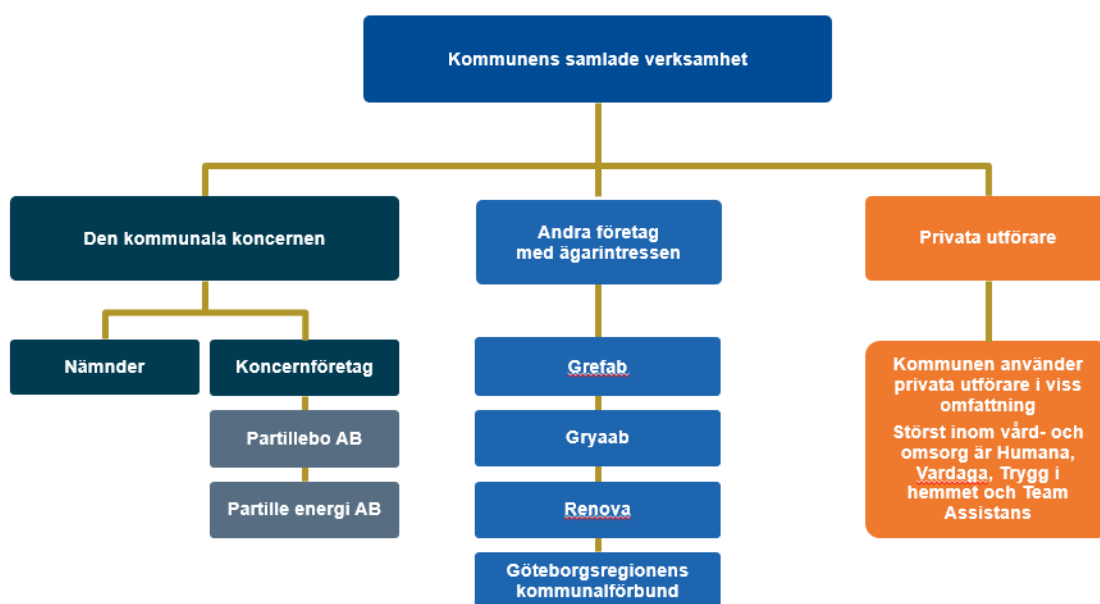 Kommunens samlade verksamhet
Den kommunala koncernen
Andra företag
med ägarintressen
Privata utförare
Nämnder
Koncernföretag
Partillebo AB
Partille energi AB
Grefab
Gryaab
Renova
Göteborgsregionens
kommunalförbund
Kommunen använder
privata utförare i viss
omfattning
Störst inom vård- och
omsorg är Humana,
Vardaga, Trygg i
hemmet och Team
Assistans